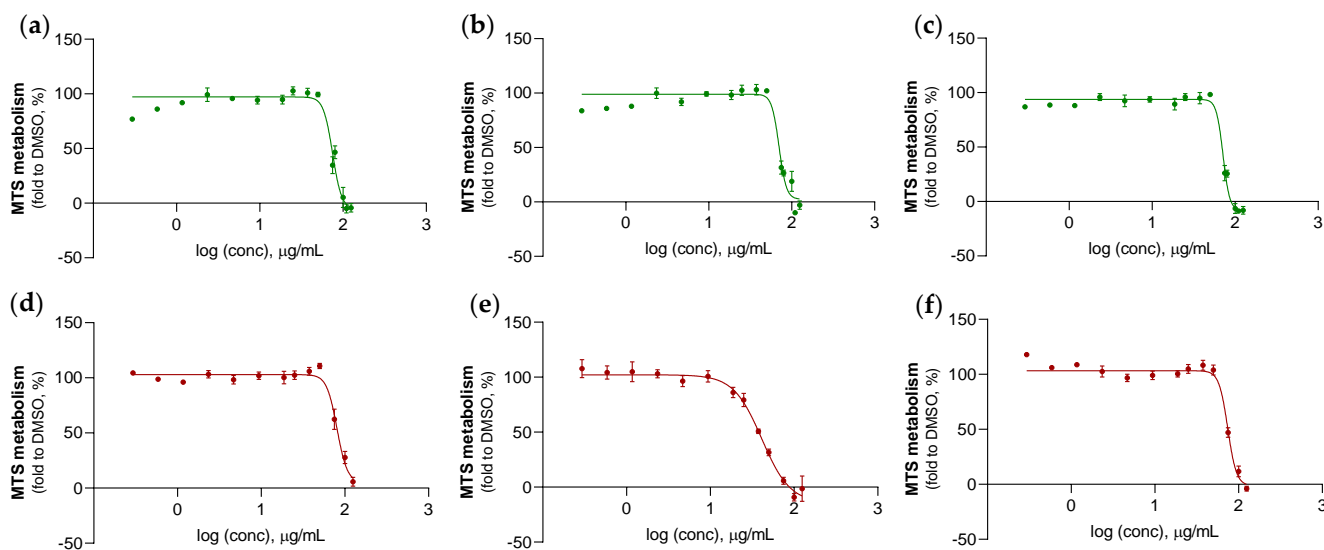 (a)
150
100
50
0
-50
MTS metabolism
(fold to DMSO, %)
0
1
2
3
log (conc), μg/mL
(b)
150
100
50
0
-50
MTS metabolism
(fold to DMSO, %)
0
1
2
3
log (conc), μg/mL
(c)
150
100
50
0
-50
MTS metabolism
(fold to DMSO, %)
0
1
2
3
log (conc), μg/mL
(d)
150
100
50
0
-50
MTS metabolism
(fold to DMSO, %)
0
1
2
3
log (conc), μg/mL
(e)
150
100
50
0
-50
MTS metabolism
(fold to DMSO, %)
0
1
2
3
log (conc), μg/mL
(f)
150
100
50
0
-50
MTS metabolism
(fold to DMSO, %)
0
1
2
3
log (conc), μg/mL